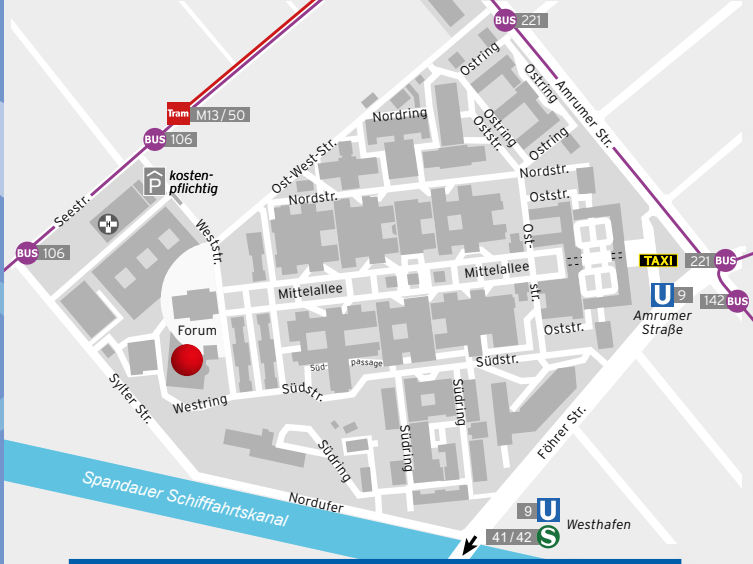 BUS 221
Ostring
Ostring
Amrumer Str.
Tram M13/50
Nordring
BUS 106
Ostring
Oststr.
Ostring
Ost-West-Str.
P kosten-
pflichtig
Nordstr.
Nordstr.
Oststr.
Seestr.
H
Weststr.
Ost-
str.
BUS 106
TAXI
221 BUS
Mittelallee
Mittelallee
U 9
142 BUS
Amrumer
Straße
Forum
Oststr.
Süd-
passage
Südstr.
Sylter Str.
Südstr.
Westring
Südring
Föhrer Str.
Südring
Südring
Spandauer Schifffahrtskanal
Nordufer
9 U
Westhafen
41/42 S